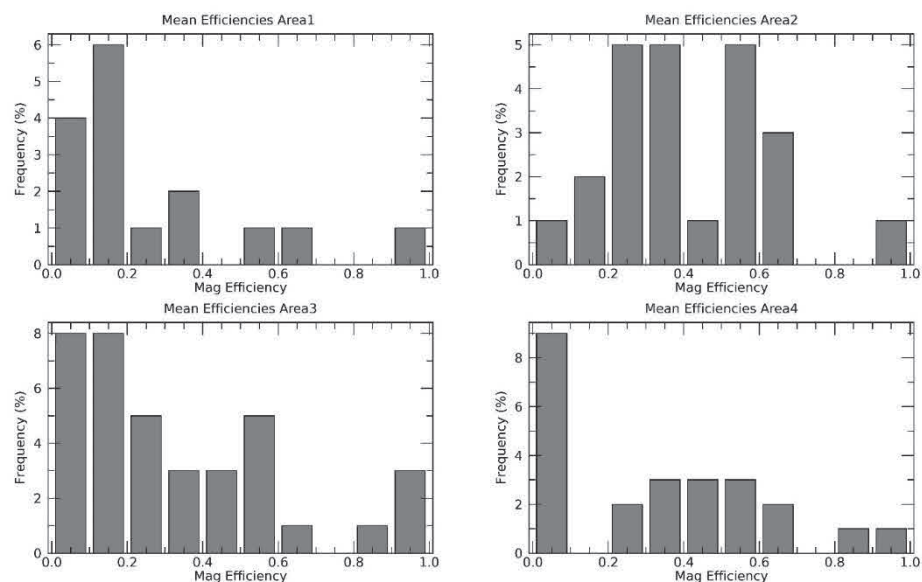 Mean Efficiencies Area1
Frequency (%)
6
5
4
3
2
1
0
0.0 0.2 0.4 0.6 0.8 1.0
Mag Efficiency
Mean Efficiencies Area2
Frequency (%)
5
4
3
2
1
0
0.0 0.2 0.4 0.6 0.8 1.0
Mag Efficiency
Mean Efficiencies Area3
Frequency (%)
8
6
4
2
0
0.0 0.2 0.4 0.6 0.8 1.0
Mag Efficiency
Mean Efficiencies Area4
Frequency (%)
8
6
4
2
0
0.0 0.2 0.4 0.6 0.8 1.0
Mag Efficiency